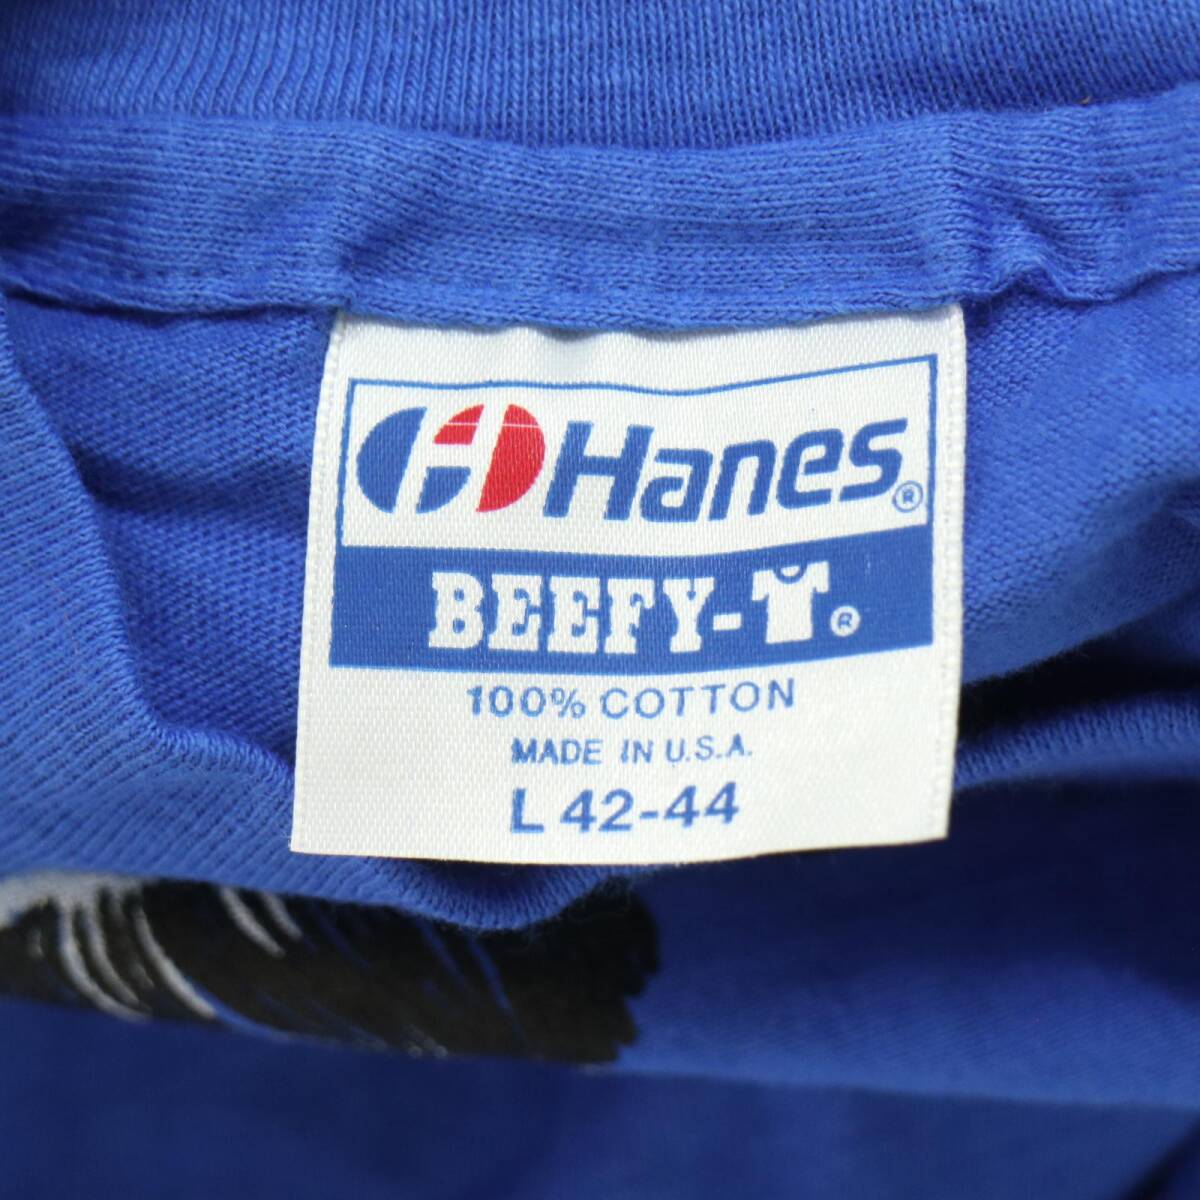 Hanes®
BEEFY-T®
100% COTTON
MADE IN U.S.A.
L 42-44